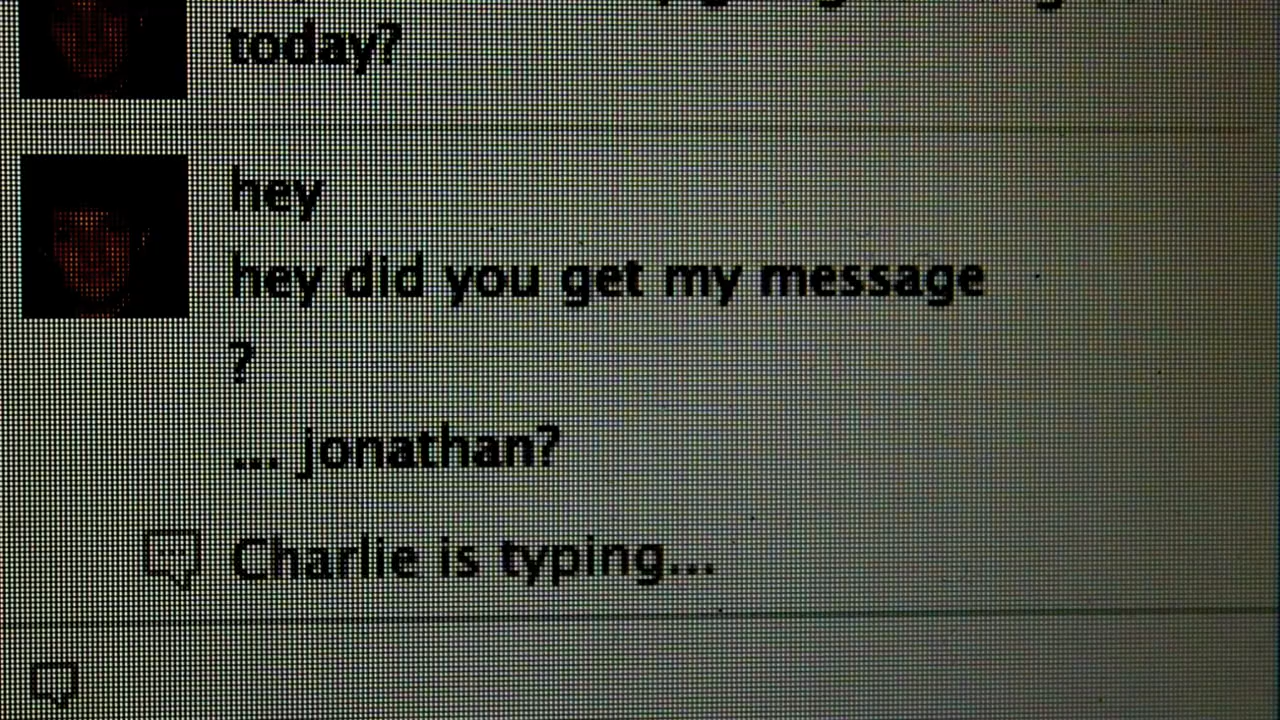 today?
hey
hey did you get my message
?
... jonathan?
Charlie is typing...